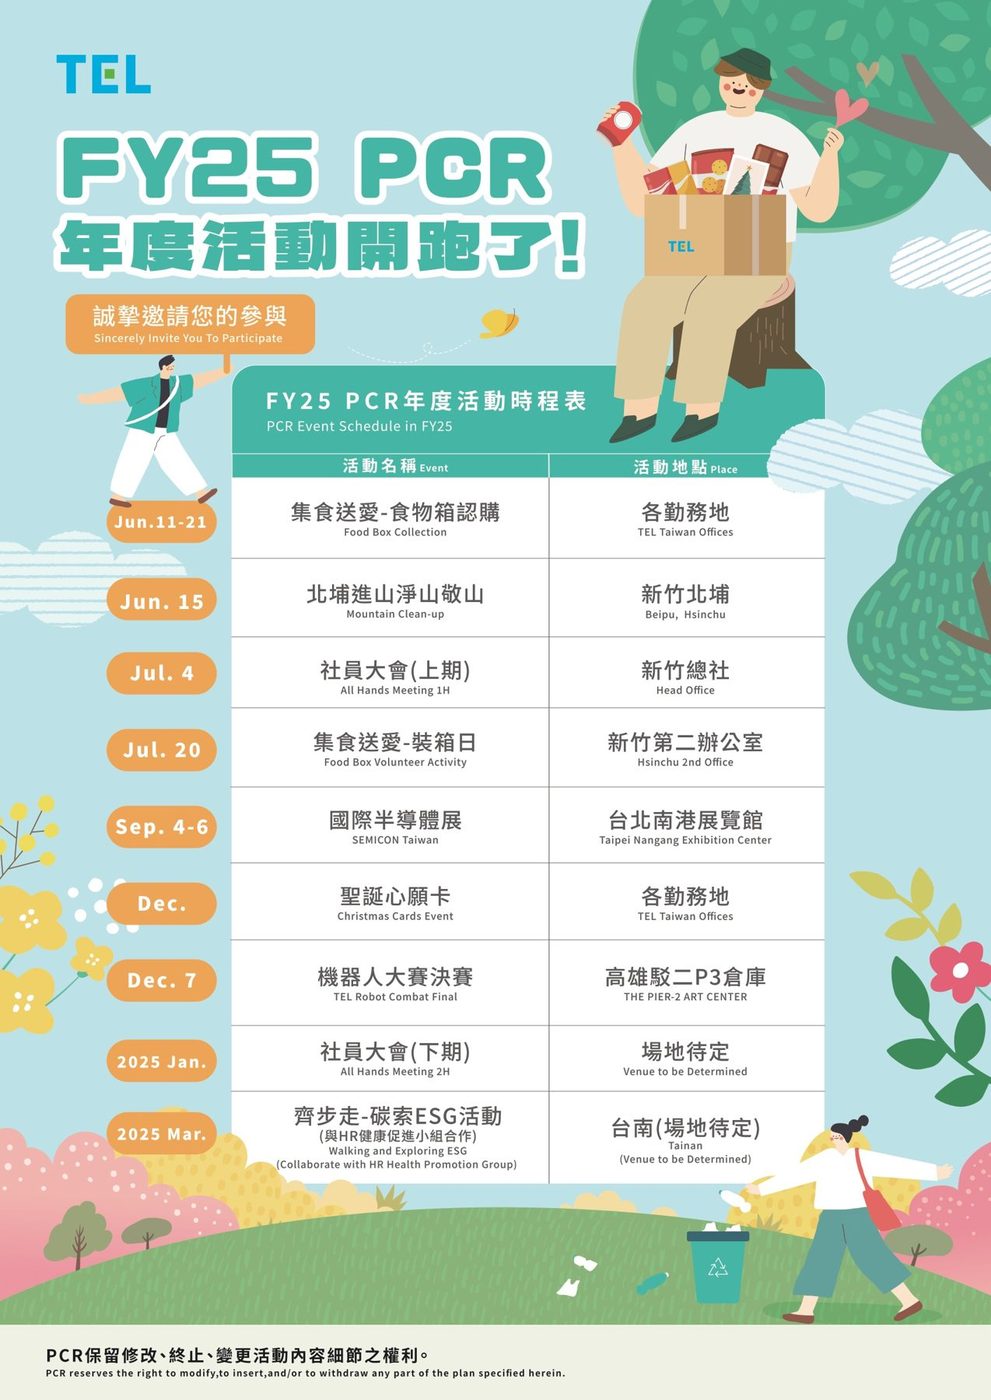 TEL
FY25 PCR
年度活動開跑了!
誠摯邀請您的參與
Sincerely Invite You To Participate
TEL
FY25 PCR年度活動時程表
PCR Event Schedule in FY25
活動名稱 Event
活動地點 Place
Jun.11-21
集食送愛-食物箱認購
Food Box Collection
各勤務地
TEL Taiwan Offices
Jun. 15
北埔進山淨山敬山
Mountain Clean-up
新竹北埔
Beipu, Hsinchu
Jul. 4
社員大會(上期)
All Hands Meeting 1H
新竹總社
Head Office
Jul. 20
集食送愛-裝箱日
Food Box Volunteer Activity
新竹第二辦公室
Hsinchu 2nd Office
Sep. 4-6
國際半導體展
SEMICON Taiwan
台北南港展覽館
Taipei Nangang Exhibition Center
Dec.
聖誕心願卡
Christmas Cards Event
各勤務地
TEL Taiwan Offices
Dec. 7
機器人大賽決賽
TEL Robot Combat Final
高雄駁二P3倉庫
THE PIER-2 ART CENTER
2025 Jan.
社員大會(下期)
All Hands Meeting 2H
場地待定
Venue to be Determined
2025 Mar.
齊步走-碳索ESG活動
(與HR健康促進小組合作)
Walking and Exploring ESG
(Collaborate with HR Health Promotion Group)
台南(場地待定)
Tainan
(Venue to be Determined)
PCR保留修改、終止、變更活動內容細節之權利。
PCR reserves the right to modify,to insert,and/or to withdraw any part of the plan specified herein.